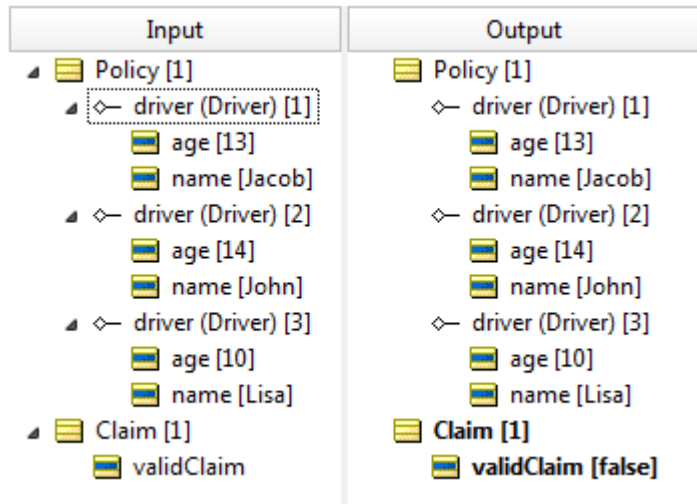 Input
Policy [1]
driver (Driver) [1]
age [13]
name [Jacob]
driver (Driver) [2]
age [14]
name [John]
driver (Driver) [3]
age [10]
name [Lisa]
Claim [1]
validClaim
Output
Policy [1]
driver (Driver) [1]
age [13]
name [Jacob]
driver (Driver) [2]
age [14]
name [John]
driver (Driver) [3]
age [10]
name [Lisa]
Claim [1]
validClaim [false]